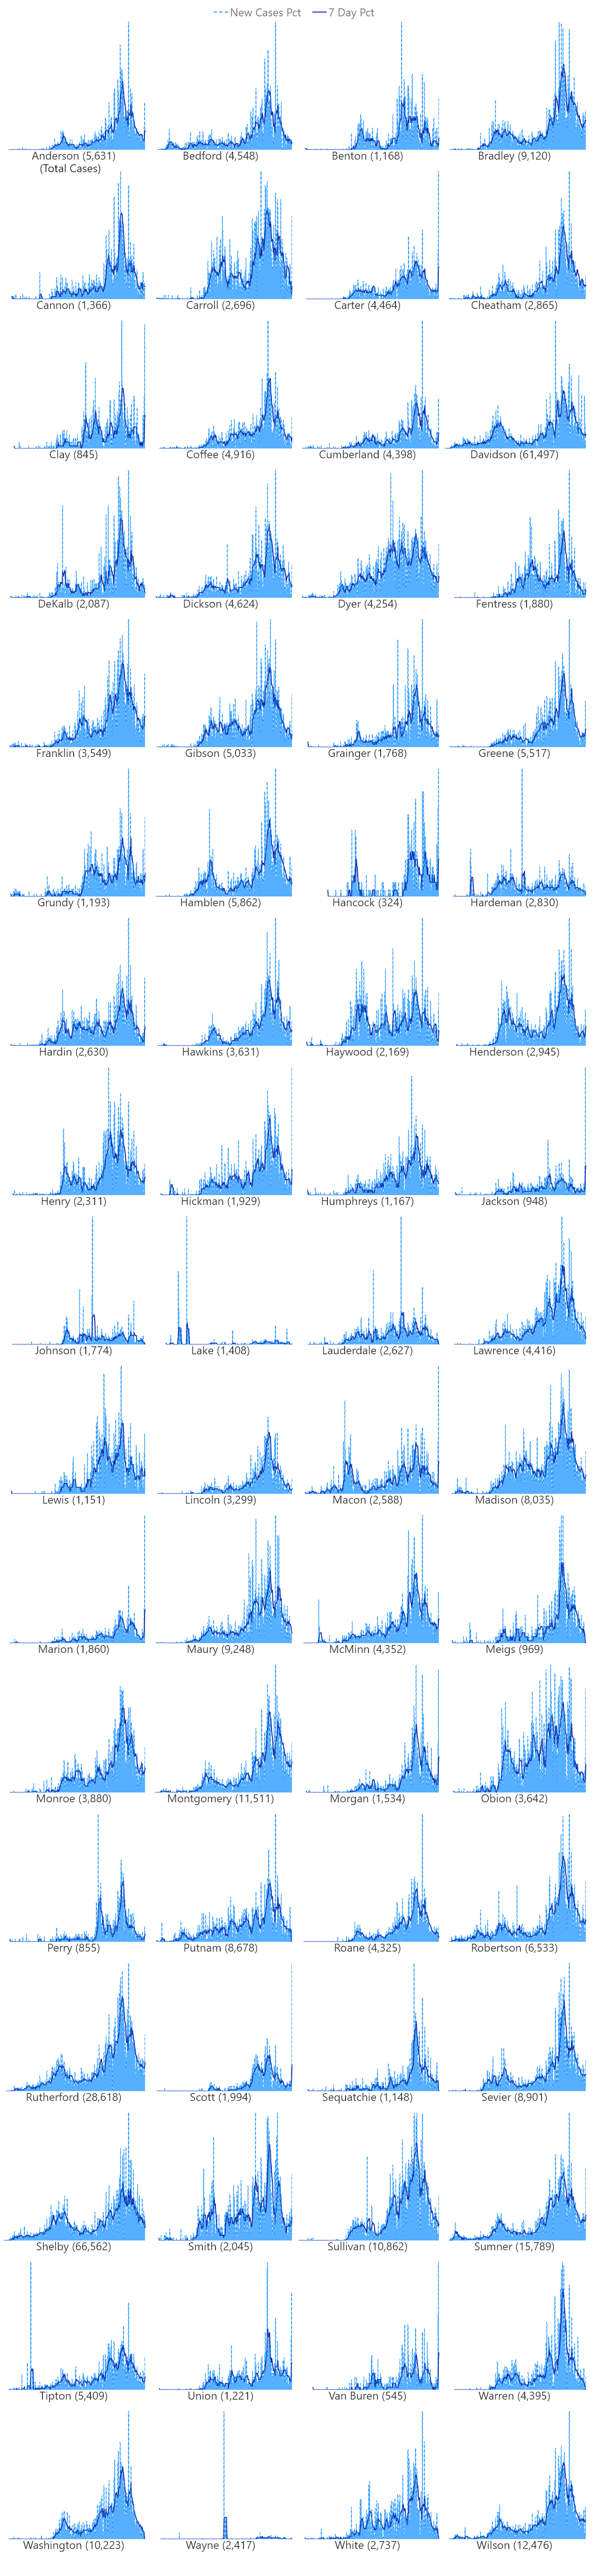 New Cases Pct 7 Day Pct
Anderson (5,631) Bedford (4,548) Benton (1,168) Bradley (9,120)
(Total Cases)
Cannon (1,366) Carroll (2,696) Carter (4,464) Cheatham (2,865)
Clay (845) Coffee (4,916) Cumberland (4,398) Davidson (61,497)
DeKalb (2,087) Dickson (4,624) Dyer (4,254) Fentress (1,880)
Franklin (3,549) Gibson (5,033) Grainger (1,768) Greene (5,517)
Grundy (1,193) Hamblen (5,862) Hancock (324) Hardeman (2,830)
Hardin (2,630) Hawkins (3,631) Haywood (2,169) Henderson (2,945)
Henry (2,311) Hickman (1,929) Humphreys (1,167) Jackson (948)
Johnson (1,774) Lake (1,408) Lauderdale (2,627) Lawrence (4,416)
Lewis (1,151) Lincoln (3,299) Macon (2,588) Madison (8,035)
Marion (1,860) Maury (9,248) McMinn (4,352) Meigs (969)
Monroe (3,880) Montgomery (11,511) Morgan (1,534) Obion (3,642)
Perry (855) Putnam (8,678) Roane (4,325) Robertson (6,533)
Rutherford (28,618) Scott (1,994) Sequatchie (1,148) Sevier (8,901)
Shelby (66,562) Smith (2,045) Sullivan (10,862) Sumner (15,789)
Tipton (5,409) Union (1,221) Van Buren (545) Warren (4,395)
Washington (10,223) Wayne (2,417) White (2,737) Wilson (12,476)